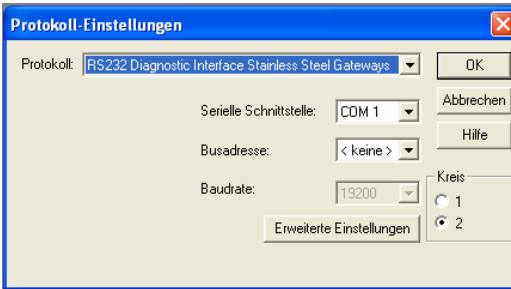 Protokoll-Einstellungen
Protokoll: RS232 Diagnostic Interface Stainless Steel Gateways OK
Serielle Schnittstelle: COM 1 Abbrechen
Busadresse: < keine > Hilfe
Baudrate: 19200 Kreis
1
Erweiterte Einstellungen 2